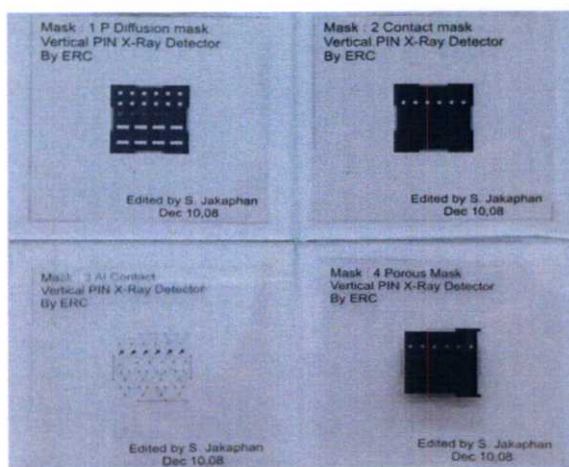 Mask : 1 P Diffusion mask
Vertical PIN X-Ray Detector
By ERC
Edited by S. Jakaphan
Dec 10,08
Mask : 2 Contact mask
Vertical PIN X-Ray Detector
By ERC
Edited by S. Jakaphan
Dec 10,08
Mask : 3 Al Contact
Vertical PIN X-Ray Detector
By ERC
Edited by S. Jakaphan
Dec 10,08
Mask : 4 Porous Mask
Vertical PIN X-Ray Detector
By ERC
Edited by S. Jakaphan
Dec 10,08